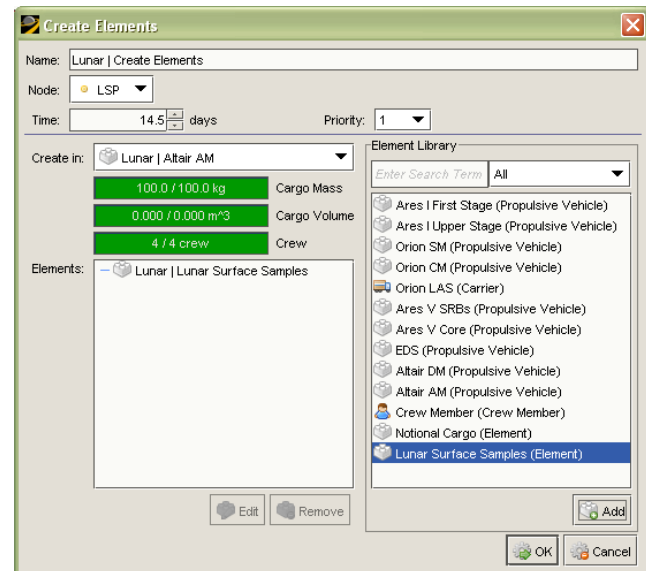 Create Elements
Name: Lunar | Create Elements
Node: LSP
Time: 14.5 days Priority: 1
Create in: Lunar | Altair AM
100.0 / 100.0 kg Cargo Mass
0.000 / 0.000 m^3 Cargo Volume
4 / 4 crew Crew
Elements: Lunar | Lunar Surface Samples
Edit Remove
Element Library
Enter Search Term All
Ares I First Stage (Propulsive Vehicle)
Ares I Upper Stage (Propulsive Vehicle)
Orion SM (Propulsive Vehicle)
Orion CM (Propulsive Vehicle)
Orion LAS (Carrier)
Ares V SRBs (Propulsive Vehicle)
Ares V Core (Propulsive Vehicle)
EDS (Propulsive Vehicle)
Altair DM (Propulsive Vehicle)
Altair AM (Propulsive Vehicle)
Crew Member (Crew Member)
Notional Cargo (Element)
Lunar Surface Samples (Element)
Add
OK Cancel